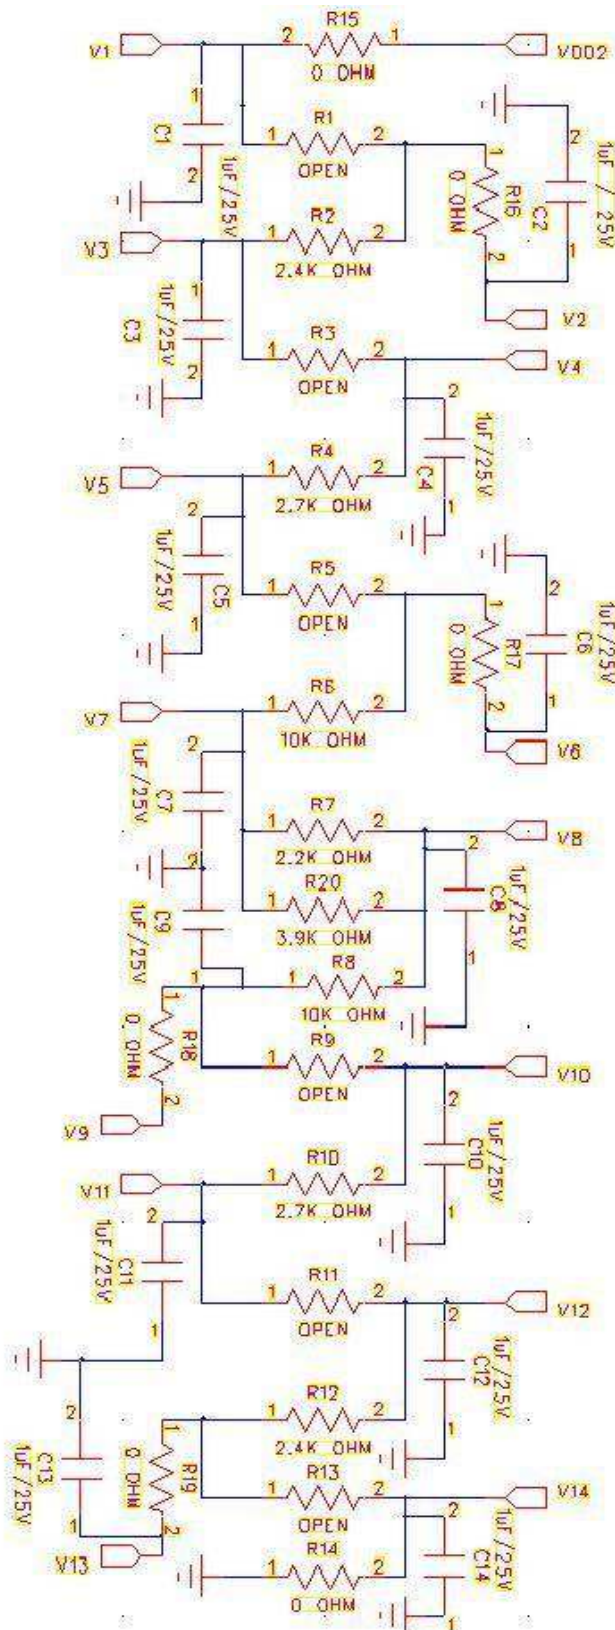 R15
V1
2
1
VDD2
0 OHM
1
C1
2
1uF/25V
R1
1
2
OPEN
1
R16
0 OHM
2
2
C2
1
1uF/25V
R2
V3
1
2
2.4K OHM
V2
1
C3
2
1uF/25V
R3
1
2
V4
OPEN
2
C4
1
1uF/25V
R4
V5
1
2
2.7K OHM
2
C5
1
1uF/25V
R5
1
2
OPEN
1
R17
0 OHM
2
2
C6
1
1uF/25V
R6
V7
1
2
10K OHM
V6
2
C7
1uF/25V
R7
1
2
V8
2.2K OHM
R20
1
2
3.9K OHM
2
C8
1
1uF/25V
2
C9
1
1uF/25V
R8
1
2
10K OHM
1
R18
0 OHM
2
V9
R9
1
2
V10
OPEN
2
C10
1
1uF/25V
R10
V11
1
2
2.7K OHM
2
C11
1
1uF/25V
R11
1
2
V12
OPEN
2
C12
1
1uF/25V
R12
1
2
2.4K OHM
2
C13
1
1uF/25V
1
R19
0 OHM
2
V13
R13
1
2
V14
OPEN
R14
1
2
0 OHM
2
C14
1
1uF/25V